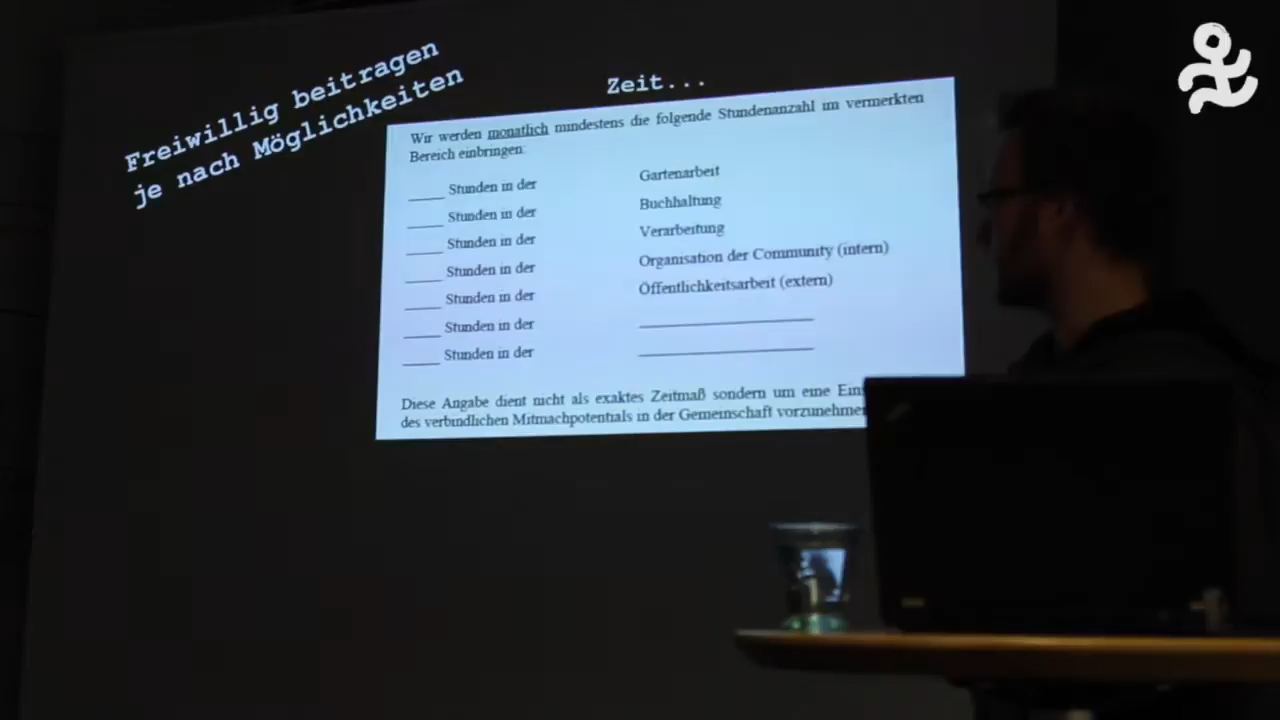 Freiwillig beitragen
je nach Möglichkeiten
Zeit...
Wir werden monatlich mindestens die folgende Stundenanzahl im vermerkten
Bereich einbringen:
____ Stunden in der Gartenarbeit
____ Stunden in der Buchhaltung
____ Stunden in der Verarbeitung
____ Stunden in der Organisation der Community (intern)
____ Stunden in der Öffentlichkeitsarbeit (extern)
____ Stunden in der ____________________
____ Stunden in der ____________________
Diese Angabe dient nicht als exaktes Zeitmaß sondern um eine
des verbindlichen Mitmachpotentials in der Gemeinschaft